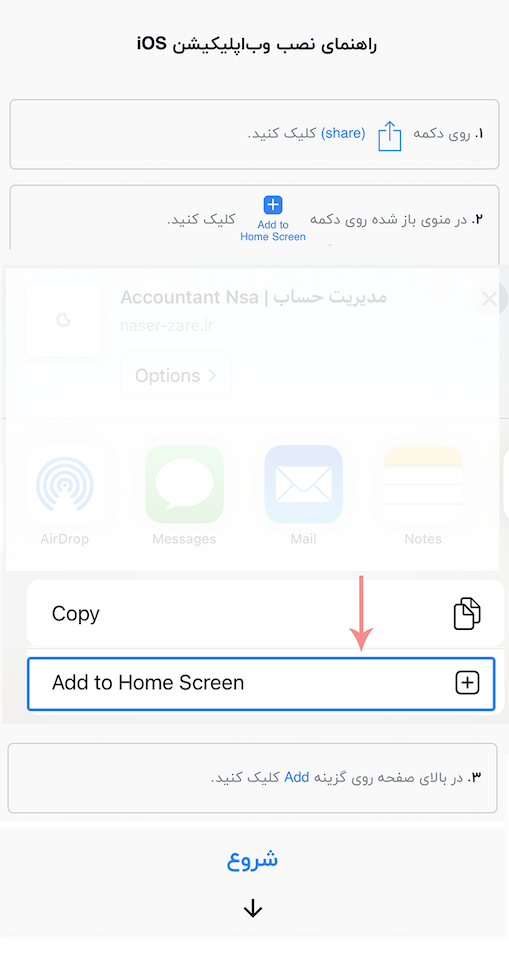 راهنمای نصب وب‌اپلیکیشن iOS
۱. روی دکمه (share) کلیک کنید.
۲. در منوی باز شده روی دکمه Add to Home Screen کلیک کنید.
Accountant Nsa | مدیریت حساب
naser-zare.ir
Options
AirDrop
Messages
Mail
Notes
Copy
Add to Home Screen
۳. در بالای صفحه روی گزینه Add کلیک کنید.
شروع